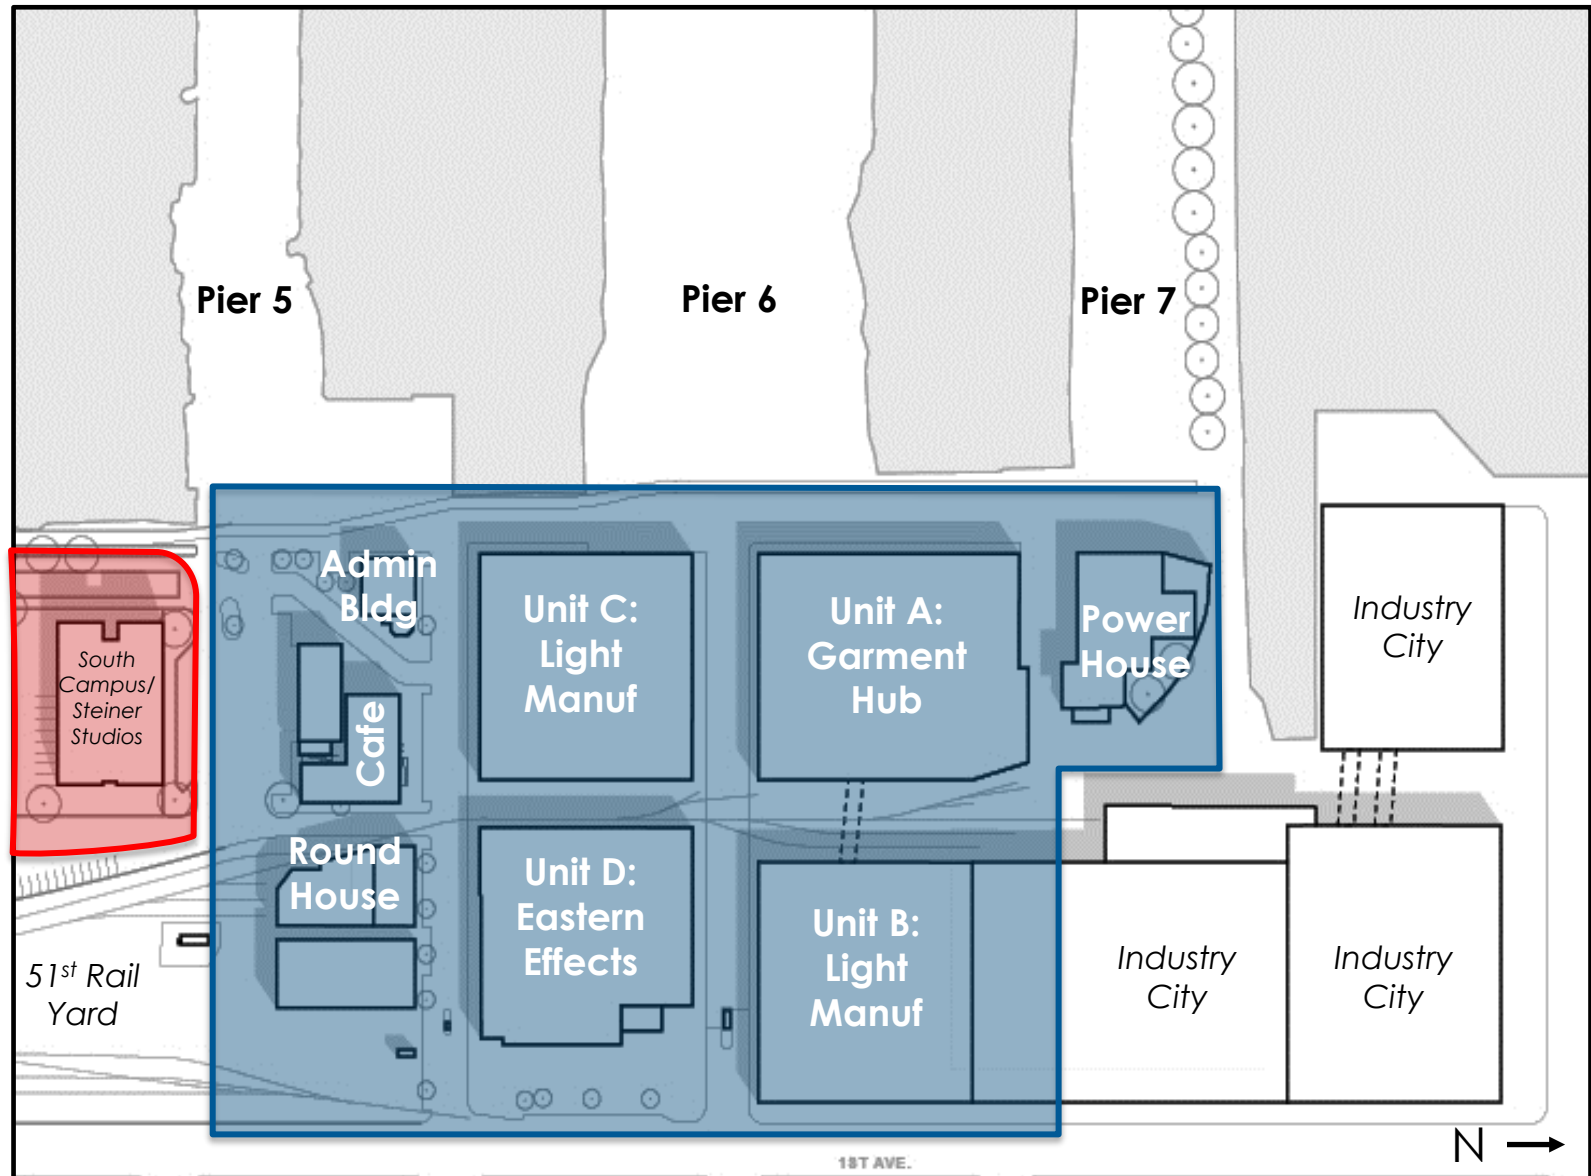 Pier 5
Pier 6
Pier 7
Admin
Bldg
Unit C:
Light
Manuf
Unit A:
Garment
Hub
Power
House
Industry
City
South
Campus/
Steiner
Studios
Cafe
Round
House
Unit D:
Eastern
Effects
Unit B:
Light
Manuf
Industry
City
Industry
City
51st Rail
Yard
N
1ST AVE.